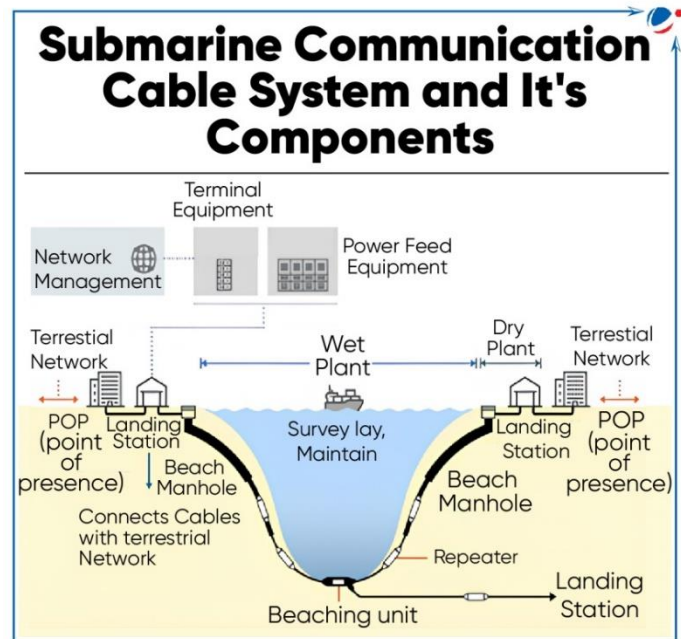 Submarine Communication
Cable System and It's
Components
Terminal
Equipment
Network
Management
Power Feed
Equipment
Terrestial
Network
Wet
Plant
Dry
Plant
Terrestial
Network
POP
(point
of
presence)
Landing
Station
Survey lay,
Maintain
Landing
Station
POP
(point
of
presence)
Beach
Manhole
Beach
Manhole
Connects Cables
with terrestrial
Network
Repeater
Beaching unit
Landing
Station